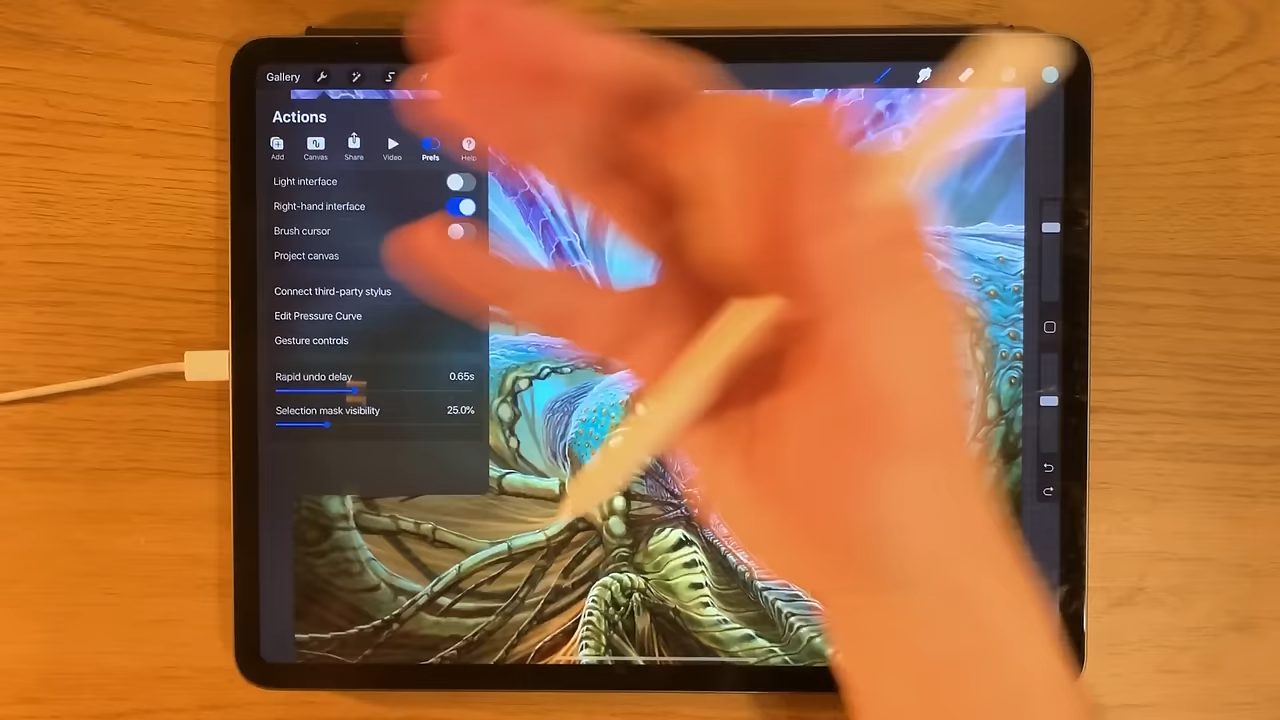 Gallery
Actions
Add Canvas Share Video Prefs Help
Light interface
Right-hand interface
Brush cursor
Project canvas
Connect third-party stylus
Edit Pressure Curve
Gesture controls
Rapid undo delay 0.65s
Selection mask visibility 25.0%